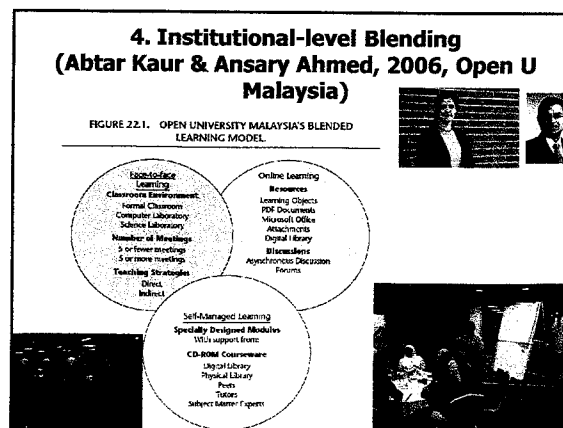 4. Institutional-level Blending
(Abtar Kaur & Ansary Ahmed, 2006, Open U
Malaysia)
FIGURE 22.1. OPEN UNIVERSITY MALAYSIA'S BLENDED
LEARNING MODEL.
Face-to-face
Learning
Classroom Environment
Formal Classroom
Computer Laboratory
Science Laboratory
Number of Meetings
5 or fewer meetings
5 or more meetings
Teaching Strategies
Direct
Indirect
Online Learning
Resources
Learning Objects
PDF Documents
Microsoft Office
Attachments
Digital Library
Discussions
Asynchronous Discussion
Forums
Self-Managed Learning
Specially Designed Modules
With support from:
CD-ROM Courseware
Digital Library
Physical Library
Peers
Tutors
Subject Matter Experts